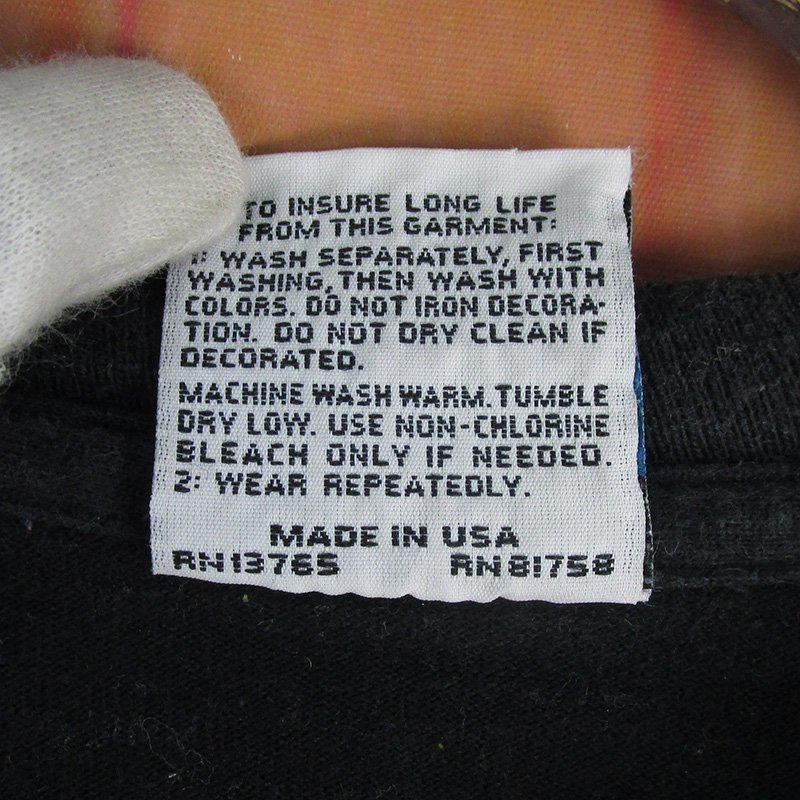 TO INSURE LONG LIFE
FROM THIS GARMENT:
1: WASH SEPARATELY, FIRST
WASHING, THEN WASH WITH
COLORS. DO NOT IRON DECORA-
TION. DO NOT DRY CLEAN IF
DECORATED.
MACHINE WASH WARM. TUMBLE
DRY LOW. USE NON-CHLORINE
BLEACH ONLY IF NEEDED.
2: WEAR REPEATEDLY.
MADE IN USA
RN13765 RN81758